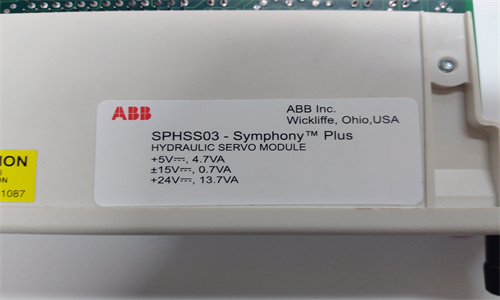 ABB
ABB Inc.
Wickliffe, Ohio,USA
SPHSS03 - Symphony™ Plus
HYDRAULIC SERVO MODULE
+5V⎓, 4.7VA
±15V⎓, 0.7VA
+24V⎓, 13.7VA
ION
ON
1087